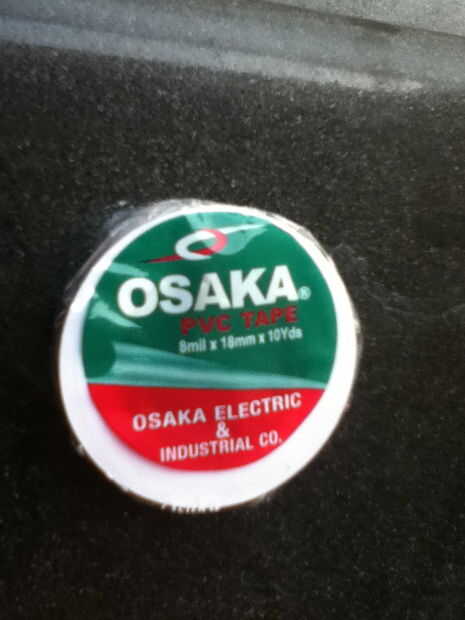 OSAKA®
PVC TAPE
8mil x 18mm x 10Yds
OSAKA ELECTRIC
&
INDUSTRIAL CO.